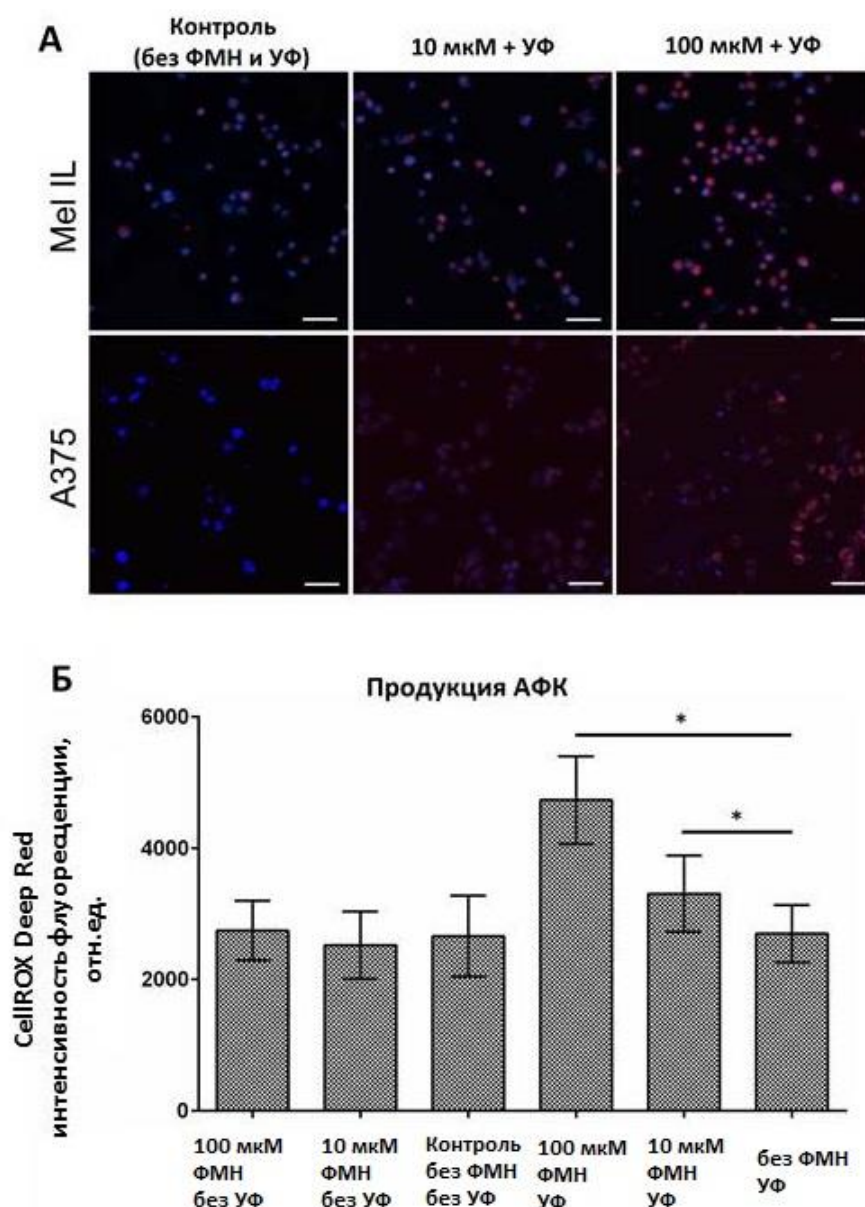 А
Контроль
(без ФМН и УФ)
10 мкМ + УФ
100 мкМ + УФ
Mel IL
A375
Б
Продукция АФК
CellROX Deep Red
интенсивность флуоресценции,
отн.ед.
6000
4000
2000
0
*
*
100 мкМ
ФМН
без УФ
10 мкМ
ФМН
без УФ
Контроль
без ФМН
без УФ
100 мкМ
ФМН
УФ
10 мкМ
ФМН
УФ
без ФМН
УФ